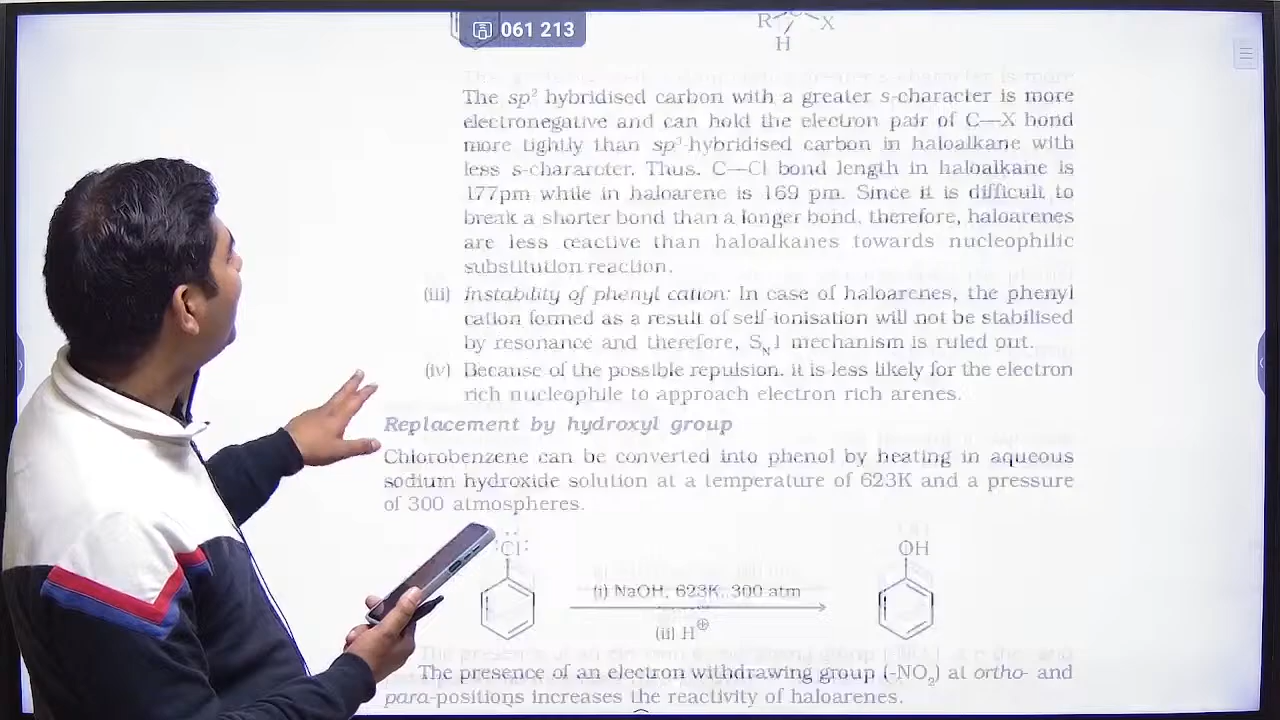 061 213
R C X
H
The sp² hybridised carbon with a greater s-character is more
electronegative and can hold the electron pair of C—X bond
more tightly than sp³-hybridised carbon in haloalkane with
less s-chararcter. Thus, C—Cl bond length in haloalkane is
177pm while in haloarene is 169 pm. Since it is difficult to
break a shorter bond than a longer bond, therefore, haloarenes
are less reactive than haloalkanes towards nucleophilic
substitution reaction.
(iii) Instability of phenyl cation: In case of haloarenes, the phenyl
cation formed as a result of self-ionisation will not be stabilised
by resonance and therefore, S_N1 mechanism is ruled out.
(iv) Because of the possible repulsion, it is less likely for the electron
rich nucleophile to approach electron rich arenes.
Replacement by hydroxyl group
Chlorobenzene can be converted into phenol by heating in aqueous
sodium hydroxide solution at a temperature of 623K and a pressure
of 300 atmospheres.
:Cl: OH
(i) NaOH, 623K, 300 atm
(ii) H⊕
The presence of an electron withdrawing group (-NO₂) at ortho- and
para-positions increases the reactivity of haloarenes.